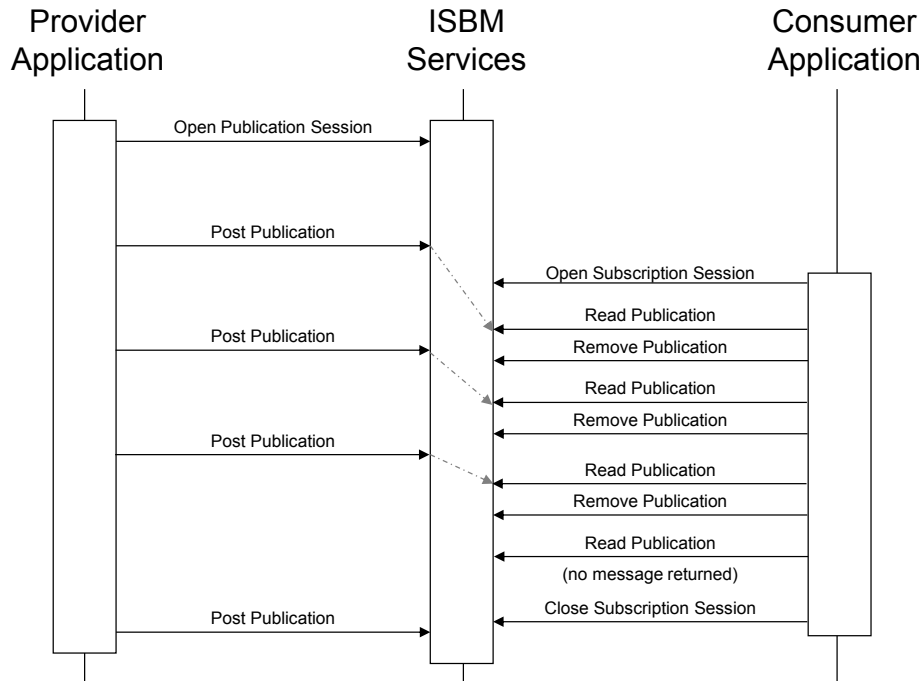 Provider
Application
ISBM
Services
Consumer
Application
Open Publication Session
Post Publication
Open Subscription Session
Read Publication
Post Publication
Remove Publication
Read Publication
Remove Publication
Post Publication
Read Publication
Remove Publication
Read Publication
(no message returned)
Close Subscription Session
Post Publication